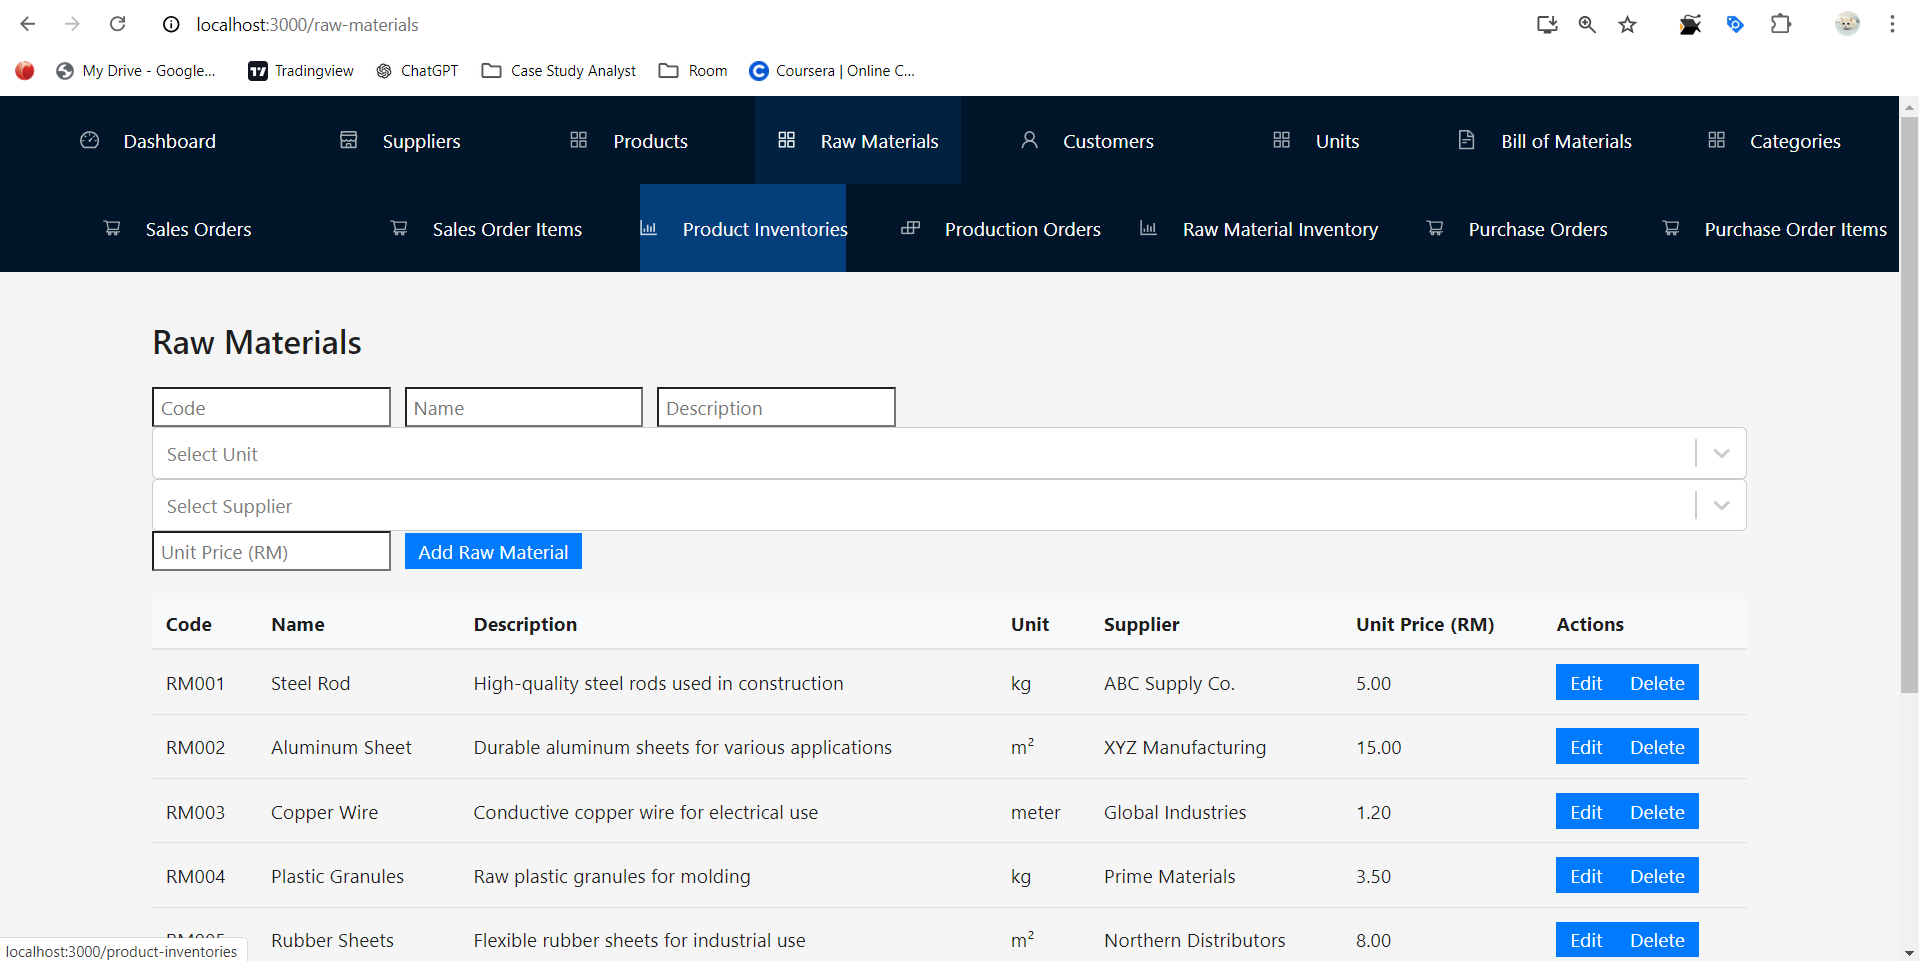 localhost:3000/raw-materials
My Drive - Google... Tradingview ChatGPT Case Study Analyst Room Coursera | Online C...
Dashboard Suppliers Products Raw Materials Customers Units Bill of Materials Categories
Sales Orders Sales Order Items Product Inventories Production Orders Raw Material Inventory Purchase Orders Purchase Order Items
Raw Materials
Code Name Description
Select Unit
Select Supplier
Unit Price (RM) Add Raw Material
Code Name Description Unit Supplier Unit Price (RM) Actions
RM001 Steel Rod High-quality steel rods used in construction kg ABC Supply Co. 5.00 Edit Delete
RM002 Aluminum Sheet Durable aluminum sheets for various applications m² XYZ Manufacturing 15.00 Edit Delete
RM003 Copper Wire Conductive copper wire for electrical use meter Global Industries 1.20 Edit Delete
RM004 Plastic Granules Raw plastic granules for molding kg Prime Materials 3.50 Edit Delete
Rubber Sheets Flexible rubber sheets for industrial use m² Northern Distributors 8.00 Edit Delete
localhost:3000/product-inventories